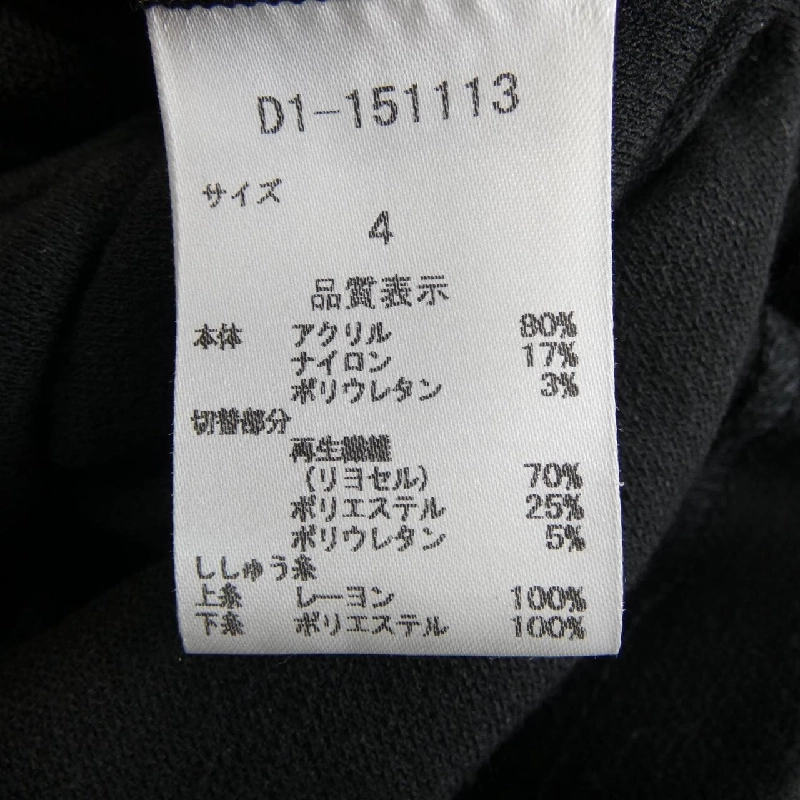 D1-151113
サイズ
4
品質表示
本体 アクリル 80%
ナイロン 17%
ポリウレタン 3%
切替部分
再生繊維
(リヨセル) 70%
ポリエステル 25%
ポリウレタン 5%
ししゅう糸
上糸 レーヨン 100%
下糸 ポリエステル 100%